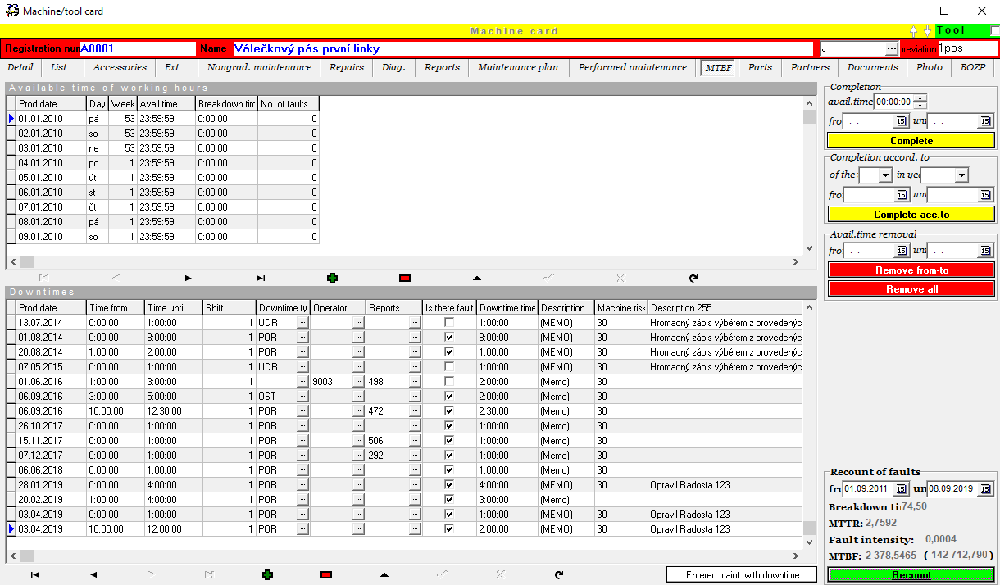 Machine/tool card
Machine card
Tool
Registration num A0001 Name Válečkový pás první linky J ... breviation 1pas
Detail List Accessories Ext Nongrad. maintenance Repairs Diag. Reports Maintenance plan Performed maintenance MTBF Parts Partners Documents Photo BOZP
Available time of working hours
Prod.date Day Week Avail.time Breakdown tim No. of faults
01.01.2010 pá 53 23:59:59 0:00:00 0
02.01.2010 so 53 23:59:59 0:00:00 0
03.01.2010 ne 53 23:59:59 0:00:00 0
04.01.2010 po 1 23:59:59 0:00:00 0
05.01.2010 út 1 23:59:59 0:00:00 0
06.01.2010 st 1 23:59:59 0:00:00 0
07.01.2010 čt 1 23:59:59 0:00:00 0
08.01.2010 pá 1 23:59:59 0:00:00 0
09.01.2010 so 1 23:59:59 0:00:00 0
Completion
avail.time 00:00:00
fro . . 15 uni . . 15
Complete
Completion accord. to
of the in yea
fro . . 15 uni . . 15
Complete acc.to
Avail.time removal
fro . . 15 uni . . 15
Remove from-to
Remove all
Downtimes
Prod.date Time from Time until Shift Downtime ty Operator Reports Is there fault Downtime time Description Machine risk Description 255
13.07.2014 0:00:00 1:00:00 1 UDR ... ... ... 1:00:00 (MEMO) 30 Hromadný zápis výběrem z provedenýc
01.08.2014 0:00:00 8:00:00 1 POR ... ... ... 8:00:00 (MEMO) 30 Hromadný zápis výběrem z provedenýc
20.08.2014 1:00:00 2:00:00 1 POR ... ... ... 1:00:00 (MEMO) 30 Hromadný zápis výběrem z provedenýc
07.05.2015 0:00:00 1:00:00 1 UDR ... ... ... 1:00:00 (MEMO) 30 Hromadný zápis výběrem z provedenýc
01.06.2016 1:00:00 3:00:00 1 ... 9003 ... 498 ... 2:00:00 (Memo) 30
06.09.2016 3:00:00 5:00:00 1 OST ... ... ... 2:00:00 (Memo) 30
06.09.2016 10:00:00 12:30:00 1 POR ... ... 472 ... 2:30:00 (Memo) 30
26.10.2017 0:00:00 1:00:00 1 POR ... ... ... 1:00:00 (Memo) 30
15.11.2017 0:00:00 1:00:00 1 POR ... ... 506 ... 1:00:00 (Memo) 30
07.12.2017 0:00:00 1:00:00 1 POR ... ... 292 ... 1:00:00 (Memo) 30
06.06.2018 0:00:00 1:00:00 1 POR ... ... ... 1:00:00 (Memo) 30
28.01.2019 0:00:00 4:00:00 1 POR ... ... ... 4:00:00 (MEMO) 30 Opravil Radosta 123
20.02.2019 1:00:00 4:00:00 1 POR ... ... ... 3:00:00 (Memo)
03.04.2019 0:00:00 1:00:00 1 POR ... ... ... 1:00:00 (MEMO) 30 Opravil Radosta 123
03.04.2019 10:00:00 12:00:00 1 POR ... ... ... 2:00:00 (MEMO) 30 Opravil Radosta 123
Entered maint. with downtime
Recount of faults
fro 01.09.2011 15 un 08.09.2019 15
Breakdown ti: 74,50
MTTR: 2,7592
Fault intensity: 0,0004
MTBF: 2 378,5465 ( 142 712,790 )
Recount